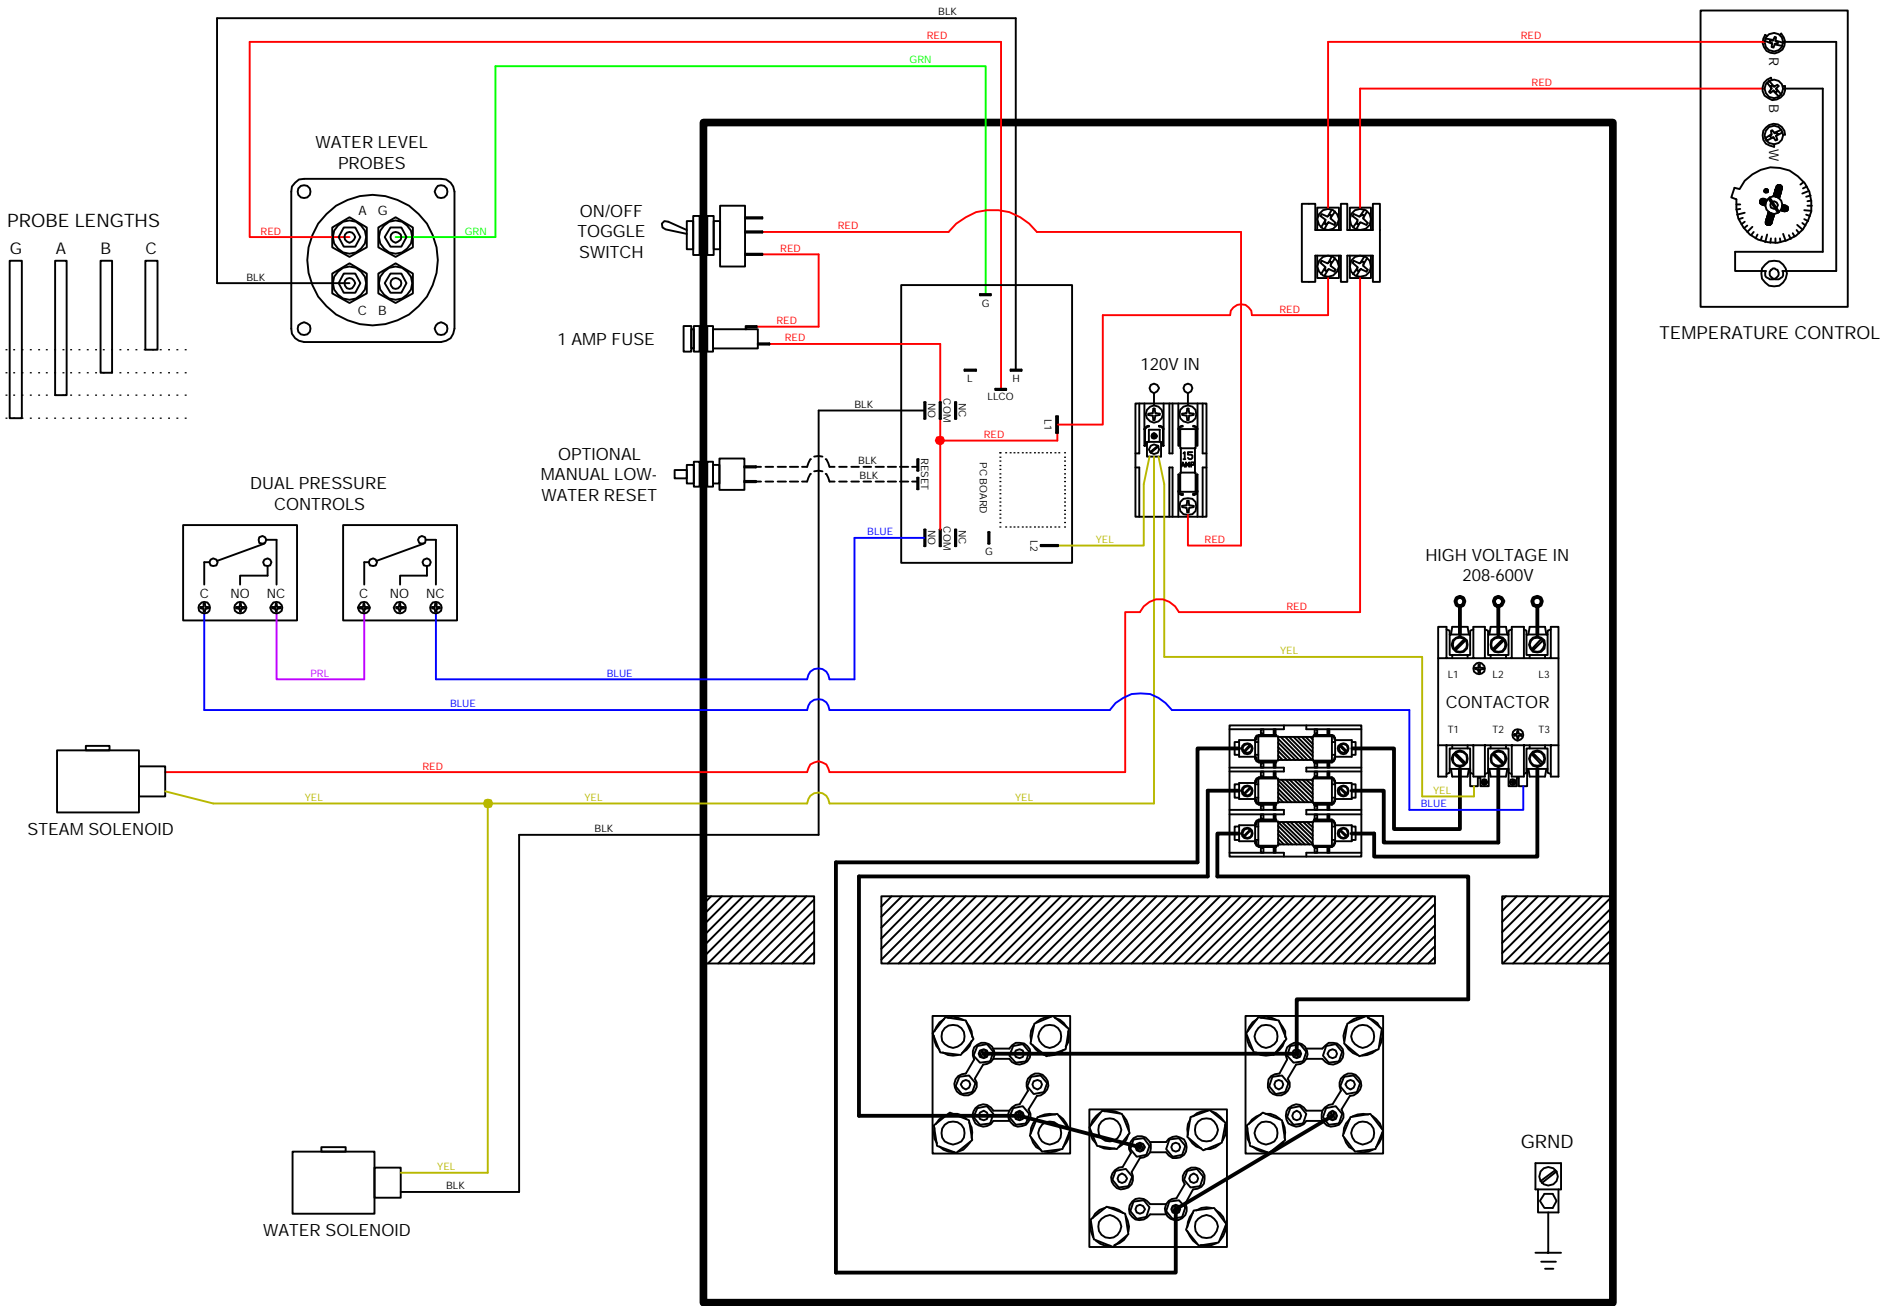 BLK
RED
GRN
RED
RED
R
B
W
TEMPERATURE CONTROL
WATER LEVEL
PROBES
A G
C B
RED
GRN
BLK
PROBE LENGTHS
G A B C
ON/OFF
TOGGLE
SWITCH
RED
RED
1 AMP FUSE
RED
RED
G
L
H
LLCO
NO
COM
NC
L1
RED
RED
120V IN
15
AMP
BLK
OPTIONAL
MANUAL LOW-
WATER RESET
BLK
BLK
RESET
PC BOARD
DUAL PRESSURE
CONTROLS
BLUE
NO
COM
NC
G
L2
YEL
RED
C NO NC
C NO NC
HIGH VOLTAGE IN
208-600V
RED
YEL
L1 L2 L3
CONTACTOR
T1 T2 T3
PRL
BLUE
BLUE
RED
YEL
YEL
YEL
YEL
BLUE
STEAM SOLENOID
BLK
YEL
BLK
WATER SOLENOID
GRND